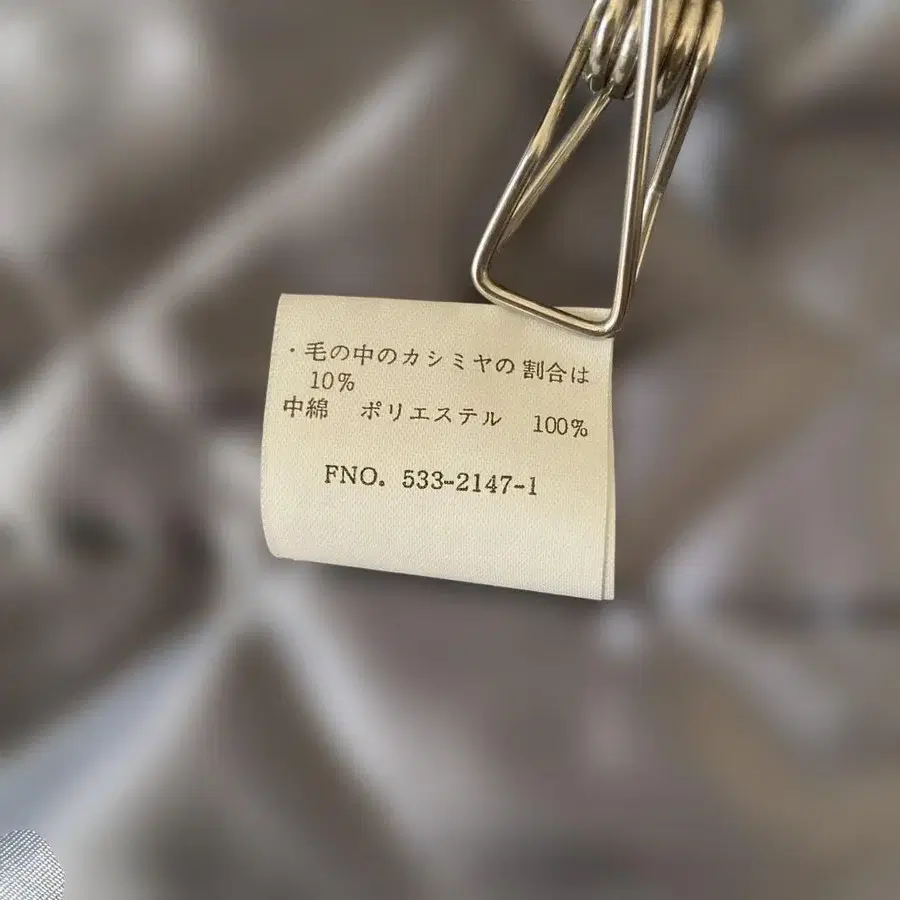 ・毛の中のカシミヤの割合は
10%
中綿 ポリエステル 100%
FNO. 533-2147-1